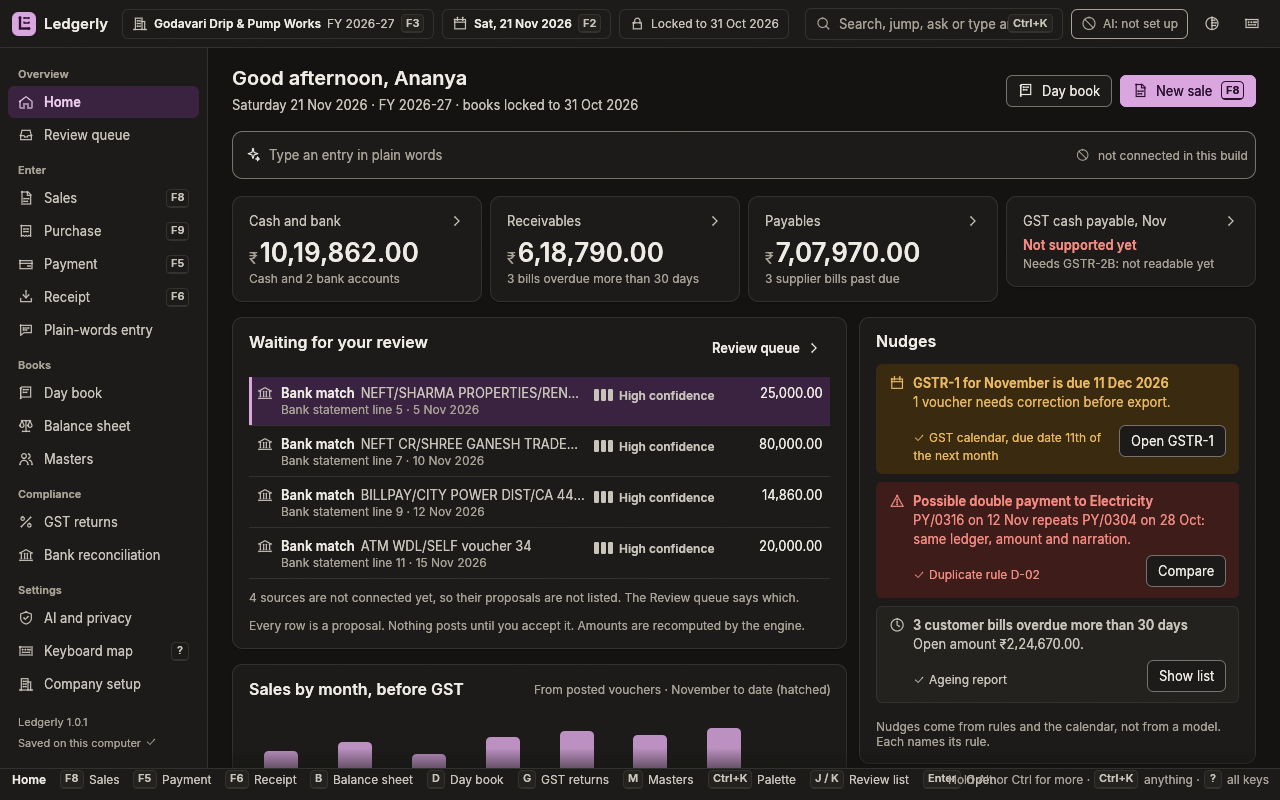 Ledgerly
Godavari Drip & Pump Works FY 2026-27 F3
Sat, 21 Nov 2026 F2
Locked to 31 Oct 2026
Search, jump, ask or type a Ctrl+K
AI: not set up
Overview
Home
Review queue
Enter
Sales F8
Purchase F9
Payment F5
Receipt F6
Plain-words entry
Books
Day book
Balance sheet
Masters
Compliance
GST returns
Bank reconciliation
Settings
AI and privacy
Keyboard map ?
Company setup
Ledgerly 1.0.1
Saved on this computer
Good afternoon, Ananya
Saturday 21 Nov 2026 · FY 2026-27 · books locked to 31 Oct 2026
Day book
New sale F8
Type an entry in plain words
not connected in this build
Cash and bank
₹10,19,862.00
Cash and 2 bank accounts
Receivables
₹6,18,790.00
3 bills overdue more than 30 days
Payables
₹7,07,970.00
3 supplier bills past due
GST cash payable, Nov
Not supported yet
Needs GSTR-2B: not readable yet
Waiting for your review
Review queue
Bank match NEFT/SHARMA PROPERTIES/REN... High confidence 25,000.00
Bank statement line 5 · 5 Nov 2026
Bank match NEFT CR/SHREE GANESH TRADE... High confidence 80,000.00
Bank statement line 7 · 10 Nov 2026
Bank match BILLPAY/CITY POWER DIST/CA 44... High confidence 14,860.00
Bank statement line 9 · 12 Nov 2026
Bank match ATM WDL/SELF voucher 34 High confidence 20,000.00
Bank statement line 11 · 15 Nov 2026
4 sources are not connected yet, so their proposals are not listed. The Review queue says which.
Every row is a proposal. Nothing posts until you accept it. Amounts are recomputed by the engine.
Sales by month, before GST
From posted vouchers · November to date (hatched)
Nudges
GSTR-1 for November is due 11 Dec 2026
1 voucher needs correction before export.
✓ GST calendar, due date 11th of
the next month
Open GSTR-1
Possible double payment to Electricity
PY/0316 on 12 Nov repeats PY/0304 on 28 Oct:
same ledger, amount and narration.
✓ Duplicate rule D-02
Compare
3 customer bills overdue more than 30 days
Open amount ₹2,24,670.00.
✓ Ageing report
Show list
Nudges come from rules and the calendar, not from a model.
Each names its rule.
Home F8 Sales F5 Payment F6 Receipt B Balance sheet D Day book G GST returns M Masters Ctrl+K Palette J / K Review list Enter Open
or Ctrl for more · Ctrl+K anything · ? all keys